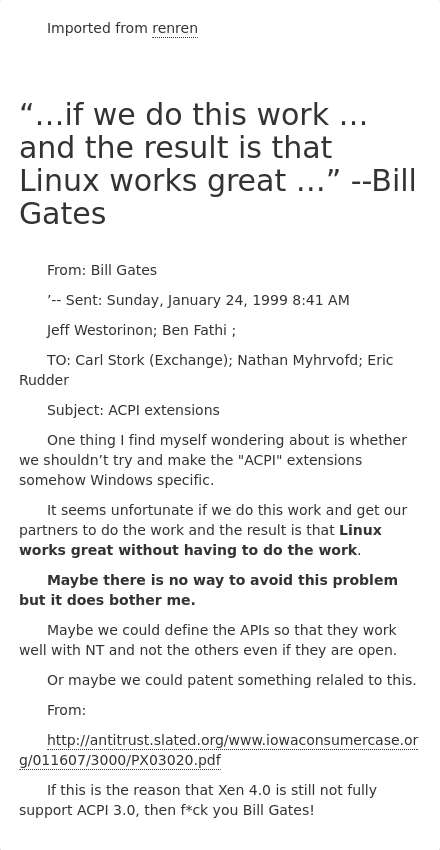 Imported from renren
“…if we do this work …
and the result is that
Linux works great …” --Bill
Gates
From: Bill Gates
’-- Sent: Sunday, January 24, 1999 8:41 AM
Jeff Westorinon; Ben Fathi ;
TO: Carl Stork (Exchange); Nathan Myhrvofd; Eric
Rudder
Subject: ACPI extensions
One thing I find myself wondering about is whether
we shouldn’t try and make the "ACPI" extensions
somehow Windows specific.
It seems unfortunate if we do this work and get our
partners to do the work and the result is that Linux
works great without having to do the work.
Maybe there is no way to avoid this problem
but it does bother me.
Maybe we could define the APIs so that they work
well with NT and not the others even if they are open.
Or maybe we could patent something relaled to this.
From:
http://antitrust.slated.org/www.iowaconsumercase.or
g/011607/3000/PX03020.pdf
If this is the reason that Xen 4.0 is still not fully
support ACPI 3.0, then f*ck you Bill Gates!